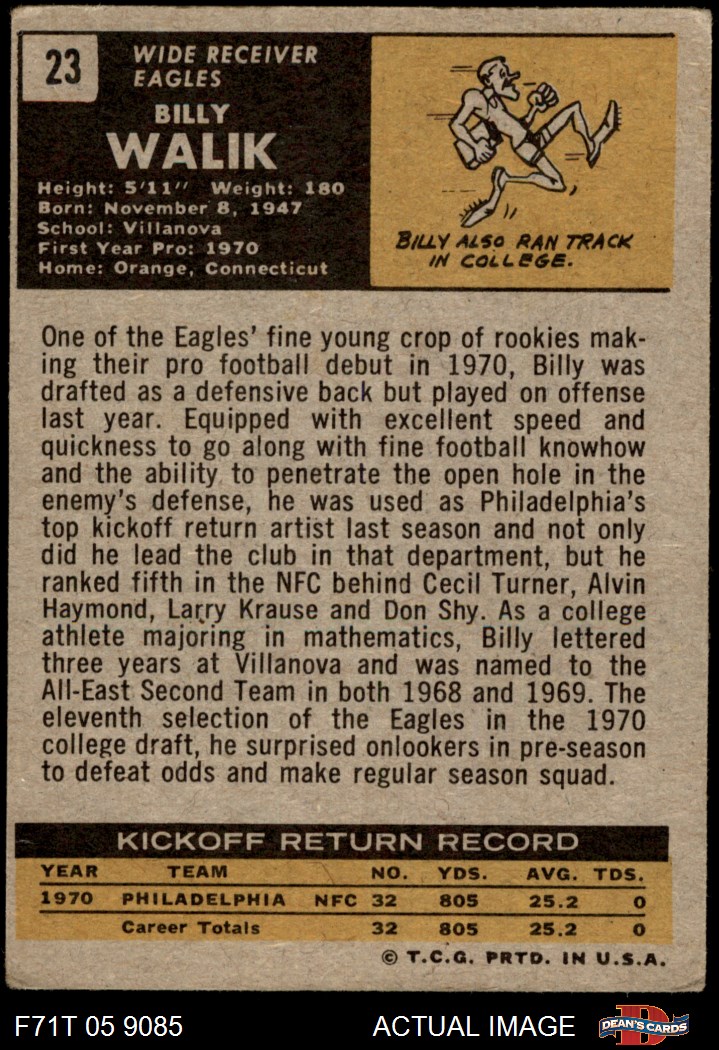 23
WIDE RECEIVER
EAGLES
BILLY
WALIK
Height: 5'11" Weight: 180
Born: November 8, 1947
School: Villanova
First Year Pro: 1970
Home: Orange, Connecticut
BILLY ALSO RAN TRACK
IN COLLEGE.
One of the Eagles' fine young crop of rookies mak-
ing their pro football debut in 1970, Billy was
drafted as a defensive back but played on offense
last year. Equipped with excellent speed and
quickness to go along with fine football knowhow
and the ability to penetrate the open hole in the
enemy's defense, he was used as Philadelphia's
top kickoff return artist last season and not only
did he lead the club in that department, but he
ranked fifth in the NFC behind Cecil Turner, Alvin
Haymond, Larry Krause and Don Shy. As a college
athlete majoring in mathematics, Billy lettered
three years at Villanova and was named to the
All-East Second Team in both 1968 and 1969. The
eleventh selection of the Eagles in the 1970
college draft, he surprised onlookers in pre-season
to defeat odds and make regular season squad.
KICKOFF RETURN RECORD
YEAR TEAM NO. YDS. AVG. TDS.
1970 PHILADELPHIA NFC 32 805 25.2 0
Career Totals 32 805 25.2 0
© T.C.G. PRTD. IN U.S.A.
F71T 05 9085 ACTUAL IMAGE D DEAN'S CARDS